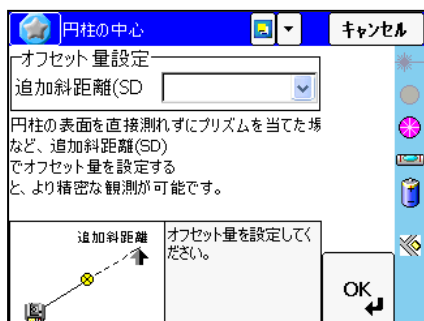 円柱の中心
キャンセル
オフセット量設定
追加斜距離(SD
円柱の表面を直接測れずにプリズムを当てた場
など、追加斜距離(SD)
でオフセット量を設定する
と、より精密な観測が可能です。
追加斜距離
オフセット量を設定してく
ださい。
OK